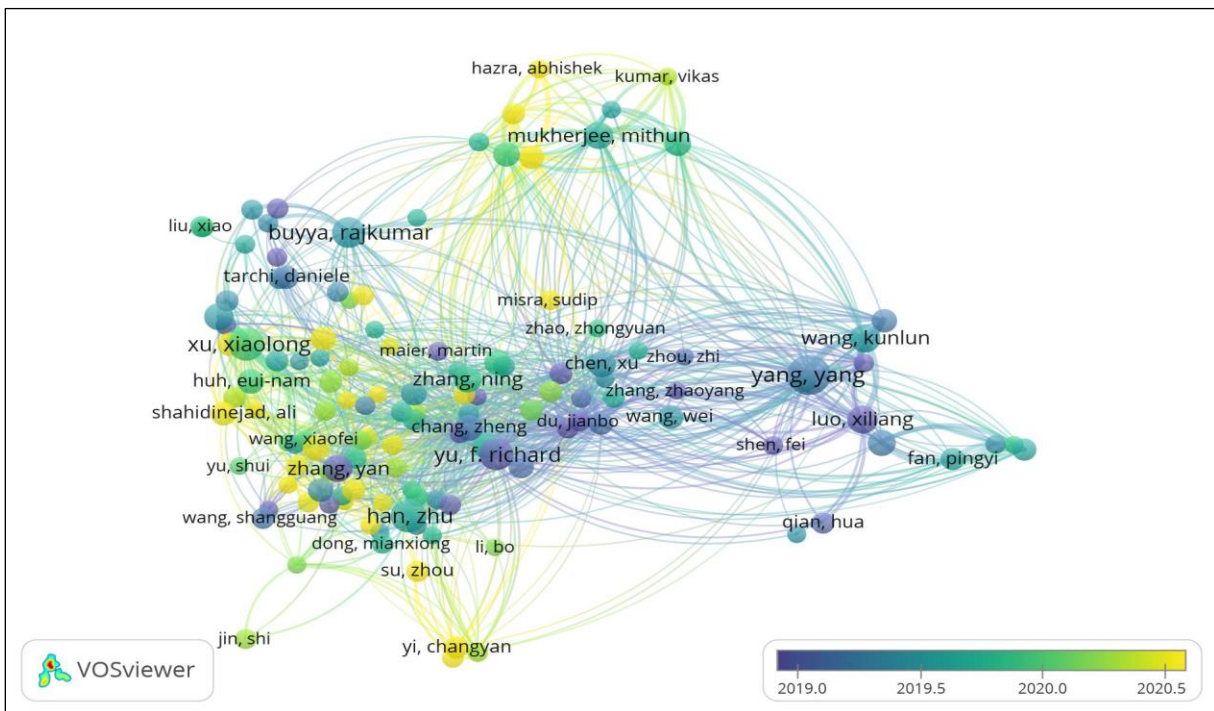 hazra, abhishek
kumar, vikas
mukherjee, mithun
liu, xiao
buyya, rajkumar
tarchi, daniele
misra, sudip
zhao, zhongyuan
wang, kunlun
xu, xiaolong
maier, martin
chen, xu
zhou, zhi
huh, eui-nam
zhang, ning
yang, yang
zhang, zhaoyang
shahidinejad, ali
chang, zheng
du, jianbo
wang, wei
luo, xiliang
wang, xiaofei
yu, f. richard
shen, fei
fan, pingyi
yu, shui
zhang, yan
wang, shangguang
han, zhu
qian, hua
dong, mianxiong
li, bo
su, zhou
jin, shi
yi, changyan
VOSviewer
2019.0 2019.5 2020.0 2020.5